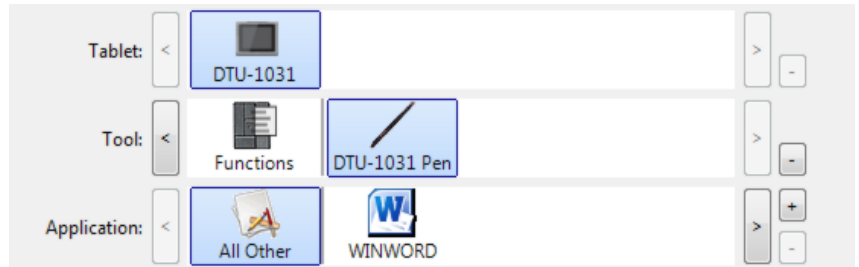 Tablet: < DTU-1031 > -
Tool: < Functions DTU-1031 Pen > -
Application: < All Other WINWORD > + -